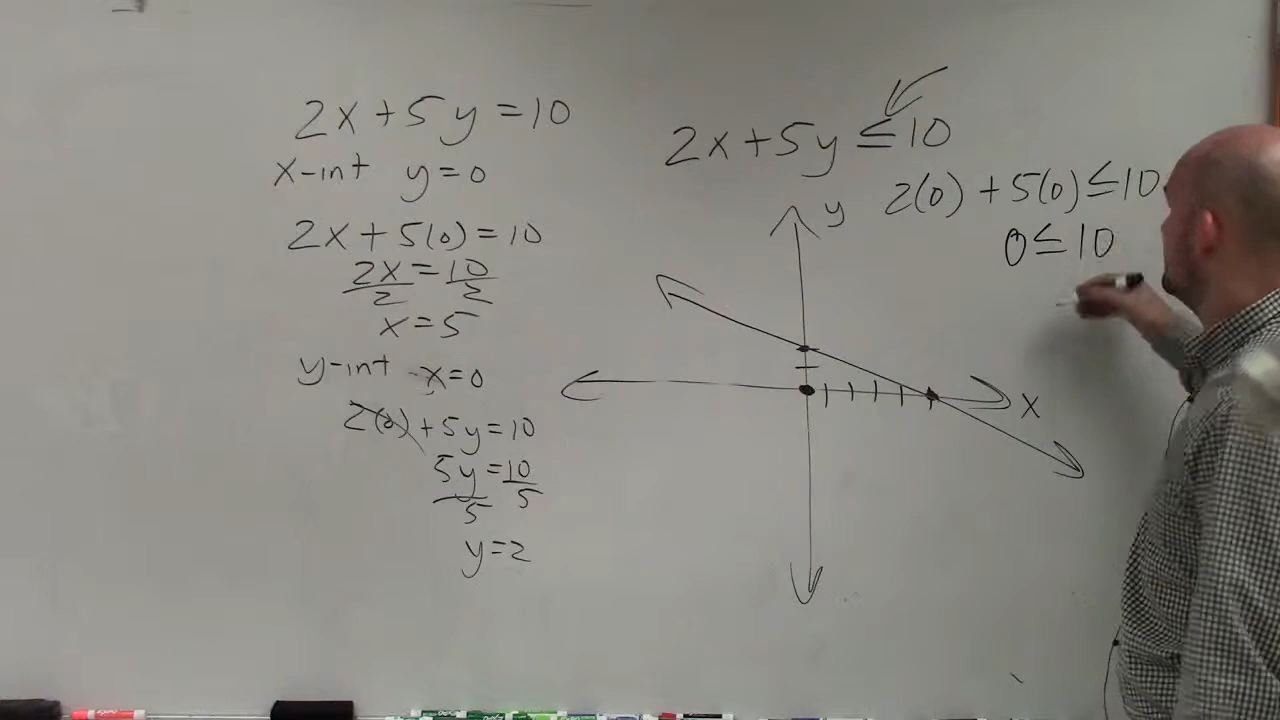 2x + 5y = 10
x-int y = 0
2x + 5(0) = 10
2x = 10
2 2
x = 5
y-int x = 0
2(0) + 5y = 10
5y = 10
5 5
y = 2
2x + 5y ≤ 10
2(0) + 5(0) ≤ 10
0 ≤ 10
y
x